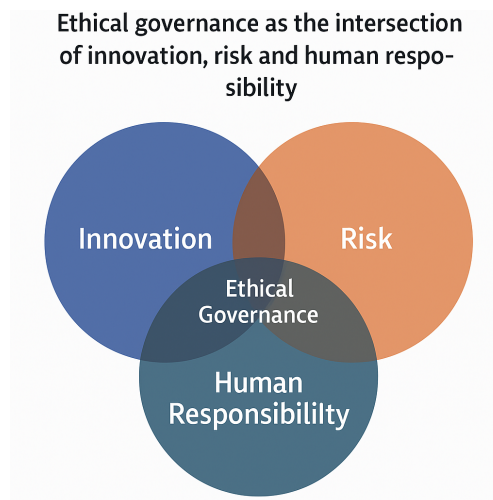 Ethical governance as the intersection
of innovation, risk and human respo-
sibility
Innovation
Risk
Ethical
Governance
Human
Responsibililty